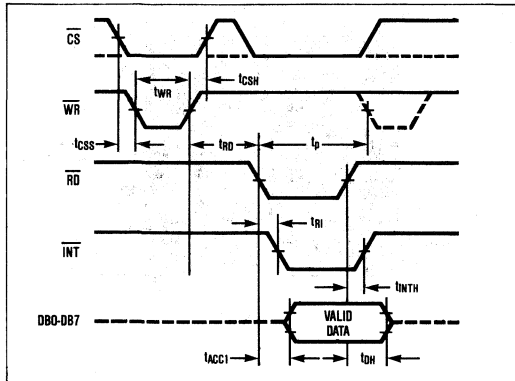 CS
tWR
tCSH
WR
tCSS
tRD
tP
RD
tRI
INT
tINTH
DB0-DB7
VALID
DATA
tACC1
tDH